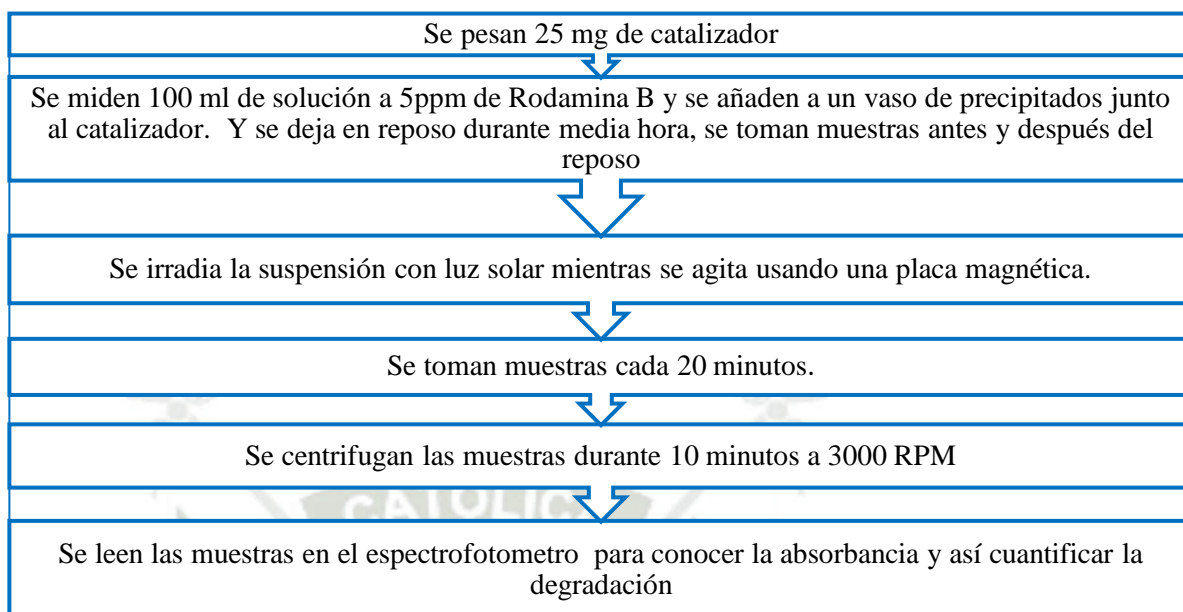 Se pesan 25 mg de catalizador
Se miden 100 ml de solución a 5ppm de Rodamina B y se añaden a un vaso de precipitados junto
al catalizador. Y se deja en reposo durante media hora, se toman muestras antes y después del
reposo
Se irradia la suspensión con luz solar mientras se agita usando una placa magnética.
Se toman muestras cada 20 minutos.
Se centrifugan las muestras durante 10 minutos a 3000 RPM
CATOLIC
Se leen las muestras en el espectrofotometro para conocer la absorbancia y así cuantificar la
degradación